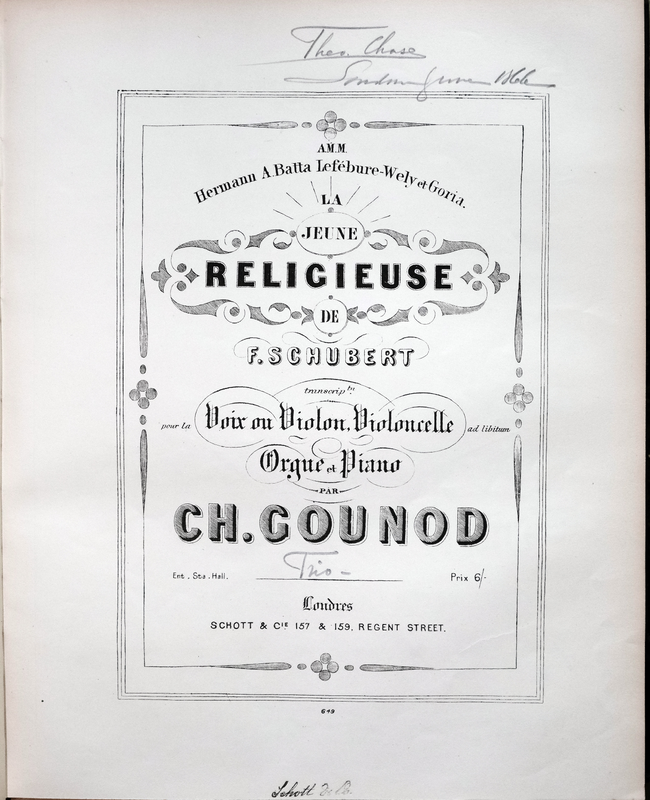 Theo. Chase
London June 1866
A M.M.
Hermann A. Batta Lefébure-Wely et Goria.
LA
JEUNE
RELIGIEUSE
DE
F. SCHUBERT
transcriptn.
pour la Voix ou Violon, Violoncelle ad libitum
Orgue et Piano
PAR
CH. GOUNOD
Trio -
Ent. Sta. Hall. Prix 6/-
Londres
SCHOTT & CIE 157 & 159, REGENT STREET.
649
Schott